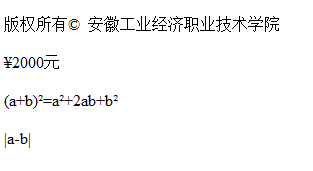 版权所有© 安徽工业经济职业技术学院
¥2000元
(a+b)²=a²+2ab+b²
|a-b|